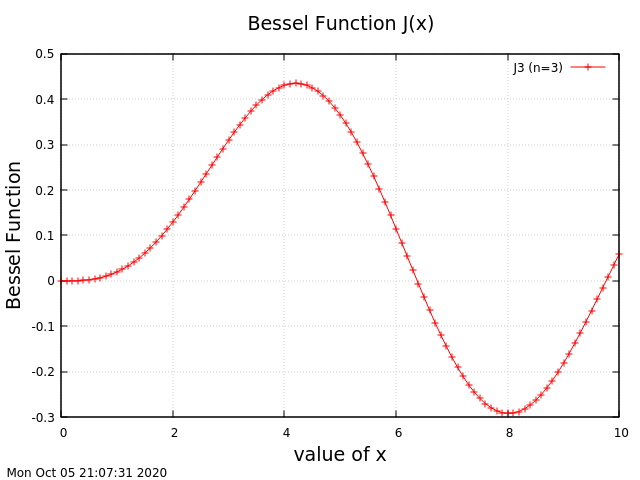 Bessel Function J(x)
J3 (n=3)
0.5
0.4
0.3
0.2
0.1
0
-0.1
-0.2
-0.3
Bessel Function
0 2 4 6 8 10
value of x
Mon Oct 05 21:07:31 2020